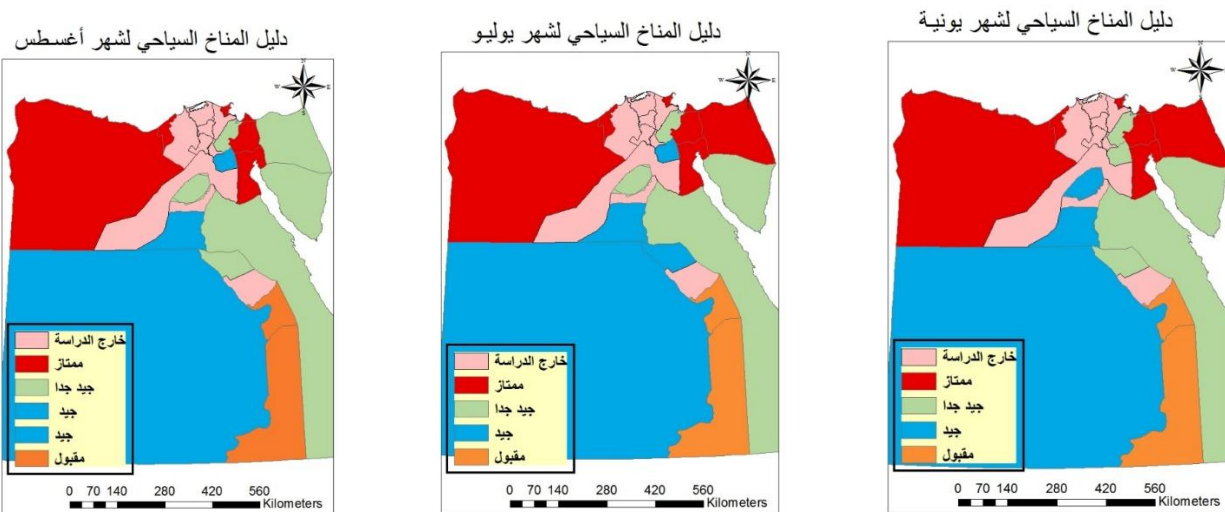 دليل المناخ السياحي لشهر يونية
N
W
E
S
خارج الدراسة
ممتاز
جيد جدا
جيد
مقبول
0 70 140 280 420 560
Kilometers
دليل المناخ السياحي لشهر يوليو
N
W
E
S
خارج الدراسة
ممتاز
جيد جدا
جيد
مقبول
0 70 140 280 420 560
Kilometers
دليل المناخ السياحي لشهر أغسطس
N
W
E
S
خارج الدراسة
ممتاز
جيد جدا
جيد
جيد
مقبول
0 70 140 280 420 560
Kilometers